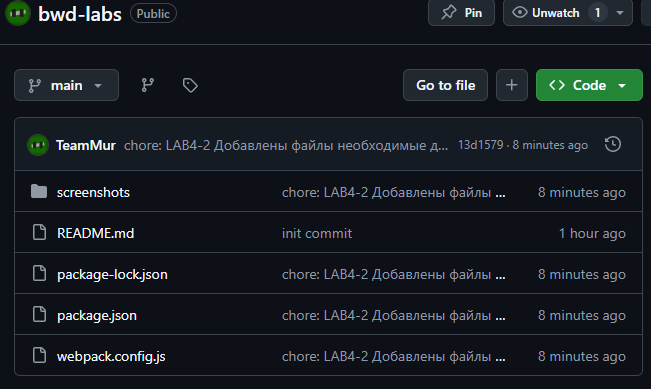 bwd-labs Public Pin Unwatch 1
main Go to file Code
TeamMur chore: LAB4-2 Добавлены файлы необходимые д... 13d1579 · 8 minutes ago
screenshots chore: LAB4-2 Добавлены файлы ... 8 minutes ago
README.md init commit 1 hour ago
package-lock.json chore: LAB4-2 Добавлены файлы ... 8 minutes ago
package.json chore: LAB4-2 Добавлены файлы ... 8 minutes ago
webpack.config.js chore: LAB4-2 Добавлены файлы ... 8 minutes ago